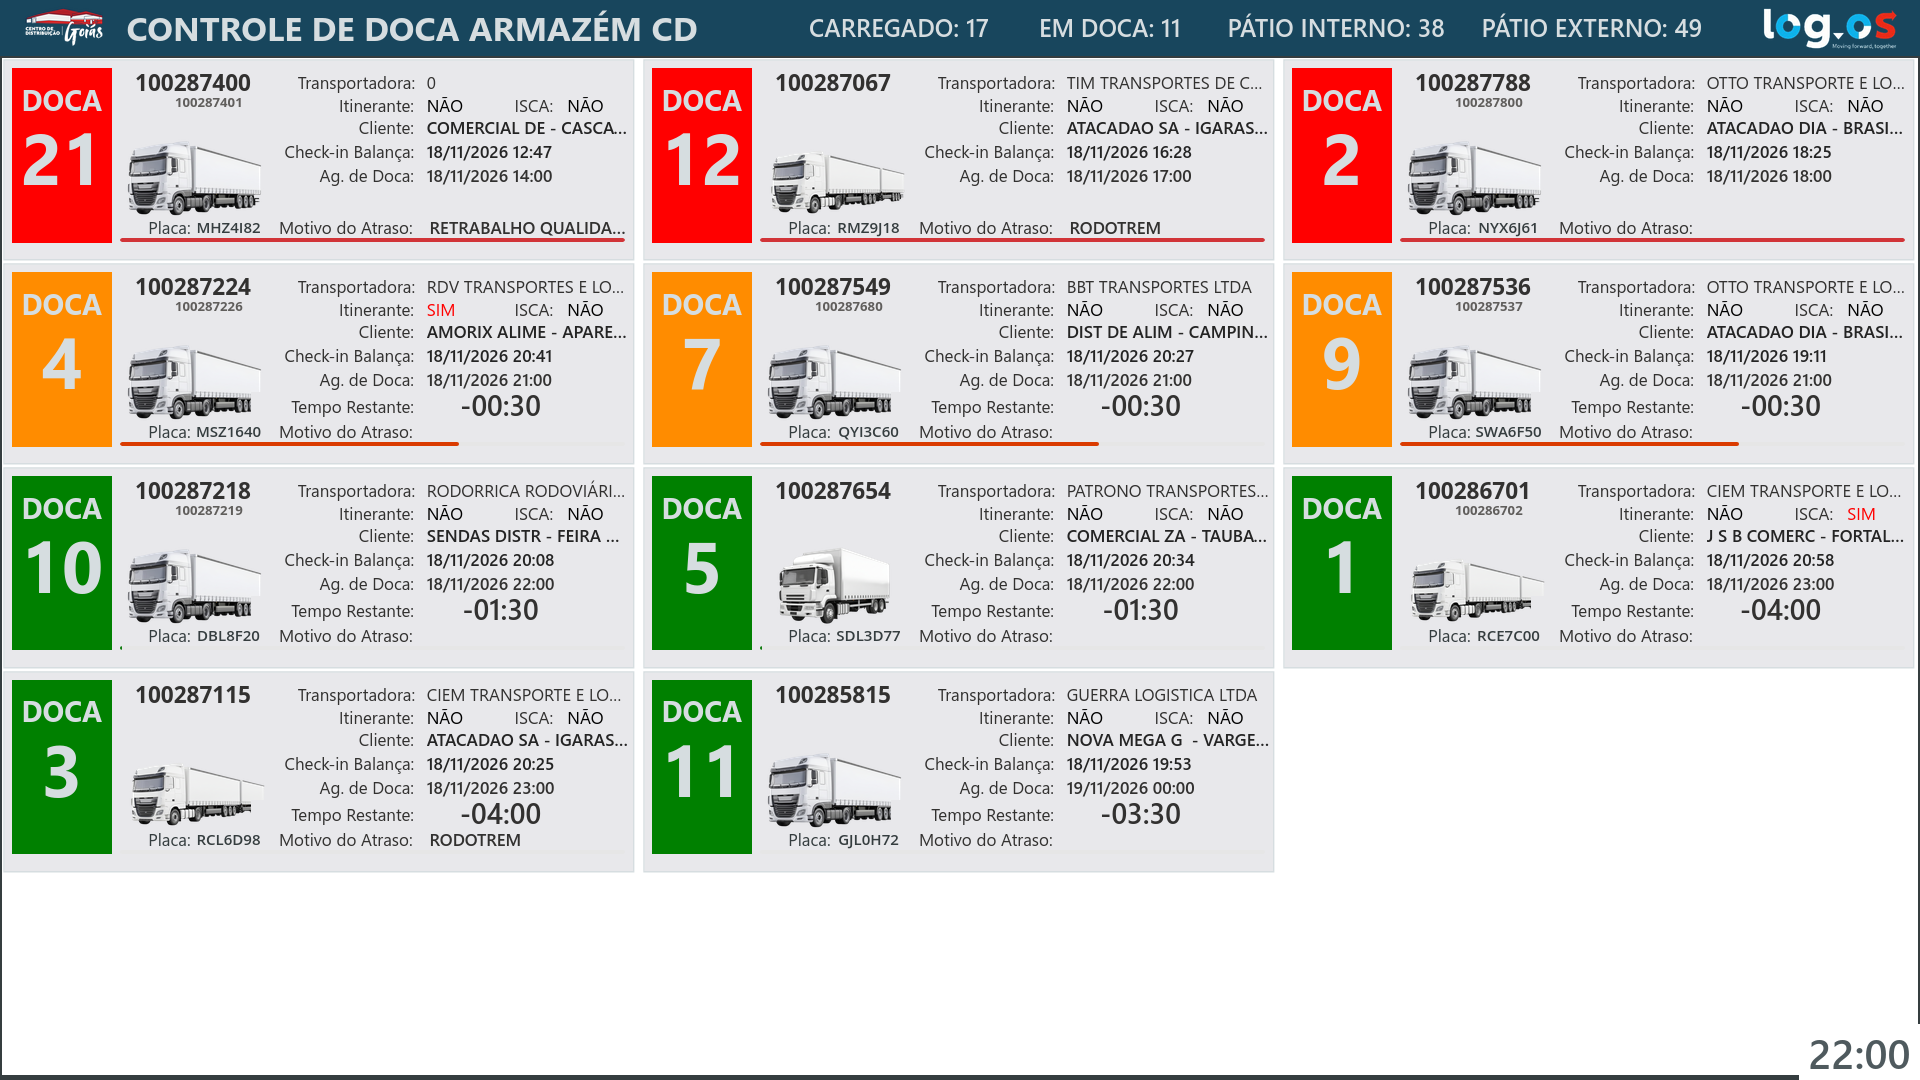 CENTRO DE DISTRIBUIÇÃO Goiás
CONTROLE DE DOCA ARMAZÉM CD
CARREGADO: 17
EM DOCA: 11
PÁTIO INTERNO: 38
PÁTIO EXTERNO: 49
log.os
Moving forward, together
DOCA
21
100287400
100287401
Transportadora: 0
Itinerante: NÃO ISCA: NÃO
Cliente: COMERCIAL DE - CASCA...
Check-in Balança: 18/11/2026 12:47
Ag. de Doca: 18/11/2026 14:00
Placa: MHZ4I82
Motivo do Atraso: RETRABALHO QUALIDA...
DOCA
12
100287067
Transportadora: TIM TRANSPORTES DE C...
Itinerante: NÃO ISCA: NÃO
Cliente: ATACADAO SA - IGARAS...
Check-in Balança: 18/11/2026 16:28
Ag. de Doca: 18/11/2026 17:00
Placa: RMZ9J18
Motivo do Atraso: RODOTREM
DOCA
2
100287788
100287800
Transportadora: OTTO TRANSPORTE E LO...
Itinerante: NÃO ISCA: NÃO
Cliente: ATACADAO DIA - BRASI...
Check-in Balança: 18/11/2026 18:25
Ag. de Doca: 18/11/2026 18:00
Placa: NYX6J61
Motivo do Atraso:
DOCA
4
100287224
100287226
Transportadora: RDV TRANSPORTES E LO...
Itinerante: SIM ISCA: NÃO
Cliente: AMORIX ALIME - APARE...
Check-in Balança: 18/11/2026 20:41
Ag. de Doca: 18/11/2026 21:00
Tempo Restante: -00:30
Placa: MSZ1640
Motivo do Atraso:
DOCA
7
100287549
100287680
Transportadora: BBT TRANSPORTES LTDA
Itinerante: NÃO ISCA: NÃO
Cliente: DIST DE ALIM - CAMPIN...
Check-in Balança: 18/11/2026 20:27
Ag. de Doca: 18/11/2026 21:00
Tempo Restante: -00:30
Placa: QYI3C60
Motivo do Atraso:
DOCA
9
100287536
100287537
Transportadora: OTTO TRANSPORTE E LO...
Itinerante: NÃO ISCA: NÃO
Cliente: ATACADAO DIA - BRASI...
Check-in Balança: 18/11/2026 19:11
Ag. de Doca: 18/11/2026 21:00
Tempo Restante: -00:30
Placa: SWA6F50
Motivo do Atraso:
DOCA
10
100287218
100287219
Transportadora: RODORRICA RODOVIÁRI...
Itinerante: NÃO ISCA: NÃO
Cliente: SENDAS DISTR - FEIRA ...
Check-in Balança: 18/11/2026 20:08
Ag. de Doca: 18/11/2026 22:00
Tempo Restante: -01:30
Placa: DBL8F20
Motivo do Atraso:
DOCA
5
100287654
Transportadora: PATRONO TRANSPORTES...
Itinerante: NÃO ISCA: NÃO
Cliente: COMERCIAL ZA - TAUBA...
Check-in Balança: 18/11/2026 20:34
Ag. de Doca: 18/11/2026 22:00
Tempo Restante: -01:30
Placa: SDL3D77
Motivo do Atraso:
DOCA
1
100286701
100286702
Transportadora: CIEM TRANSPORTE E LO...
Itinerante: NÃO ISCA: SIM
Cliente: J S B COMERC - FORTAL...
Check-in Balança: 18/11/2026 20:58
Ag. de Doca: 18/11/2026 23:00
Tempo Restante: -04:00
Placa: RCE7C00
Motivo do Atraso:
DOCA
3
100287115
Transportadora: CIEM TRANSPORTE E LO...
Itinerante: NÃO ISCA: NÃO
Cliente: ATACADAO SA - IGARAS...
Check-in Balança: 18/11/2026 20:25
Ag. de Doca: 18/11/2026 23:00
Tempo Restante: -04:00
Placa: RCL6D98
Motivo do Atraso: RODOTREM
DOCA
11
100285815
Transportadora: GUERRA LOGISTICA LTDA
Itinerante: NÃO ISCA: NÃO
Cliente: NOVA MEGA G - VARGE...
Check-in Balança: 18/11/2026 19:53
Ag. de Doca: 19/11/2026 00:00
Tempo Restante: -03:30
Placa: GJL0H72
Motivo do Atraso:
22:00